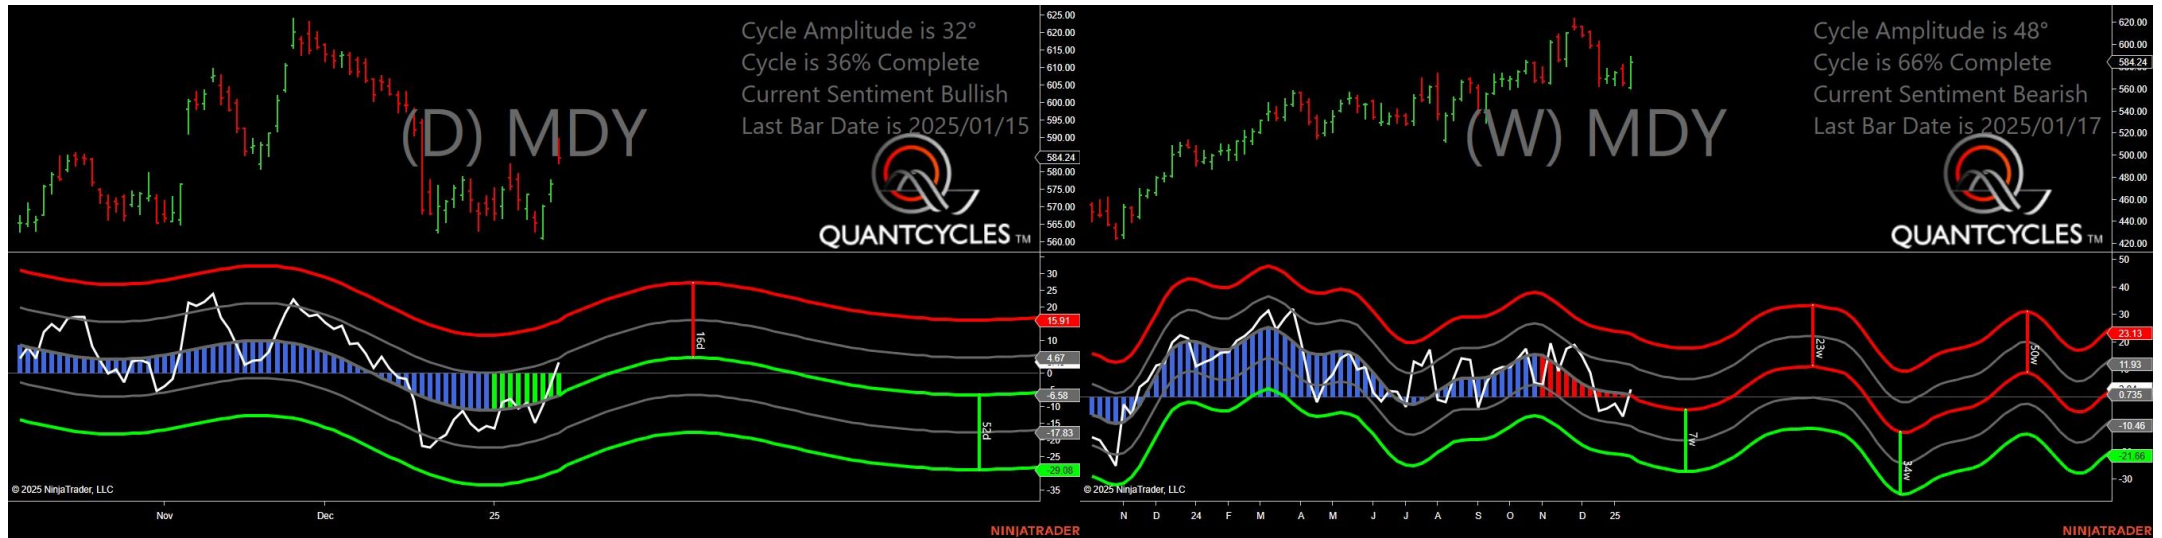 Cycle Amplitude is 32°
Cycle is 36% Complete
Current Sentiment Bullish
Last Bar Date is 2025/01/15
(D) MDY
QUANTCYCLES TM
625.00
620.00
615.00
610.00
605.00
600.00
595.00
590.00
584.24
580.00
575.00
570.00
565.00
560.00
30
25
20
15.91
10
4.67
0
-6.58
-10
-15
-17.83
-25
-29.08
-35
16d
52d
© 2025 NinjaTrader, LLC
Nov
Dec
25
NINJATRADER
Cycle Amplitude is 48°
Cycle is 66% Complete
Current Sentiment Bearish
Last Bar Date is 2025/01/17
(W) MDY
QUANTCYCLES TM
620.00
600.00
584.24
560.00
540.00
520.00
500.00
480.00
460.00
440.00
420.00
50
40
30
23.13
20
11.93
0.735
-10.46
-21.66
-30
23w
50w
7w
34w
© 2025 NinjaTrader, LLC
N D 24 F M A M J J A S O N D 25
NINJATRADER